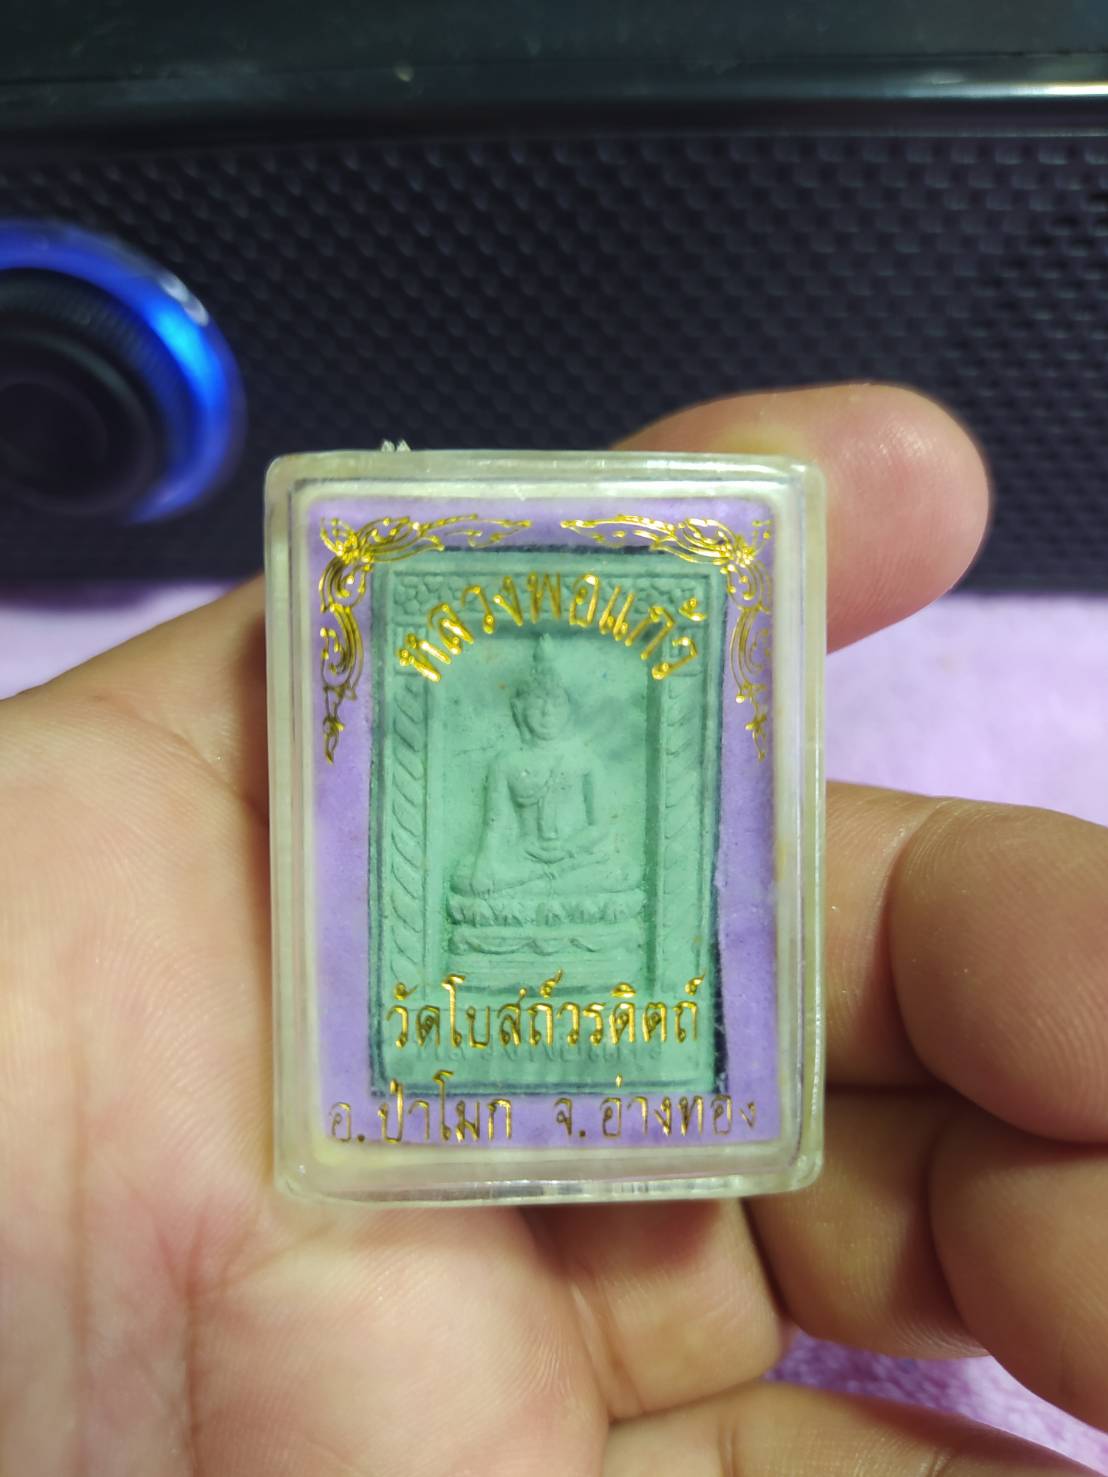 หลวงพ่อแก้ว
วัดโบสถ์วรดิตถ์
อ.ป่าโมก จ.อ่างทอง